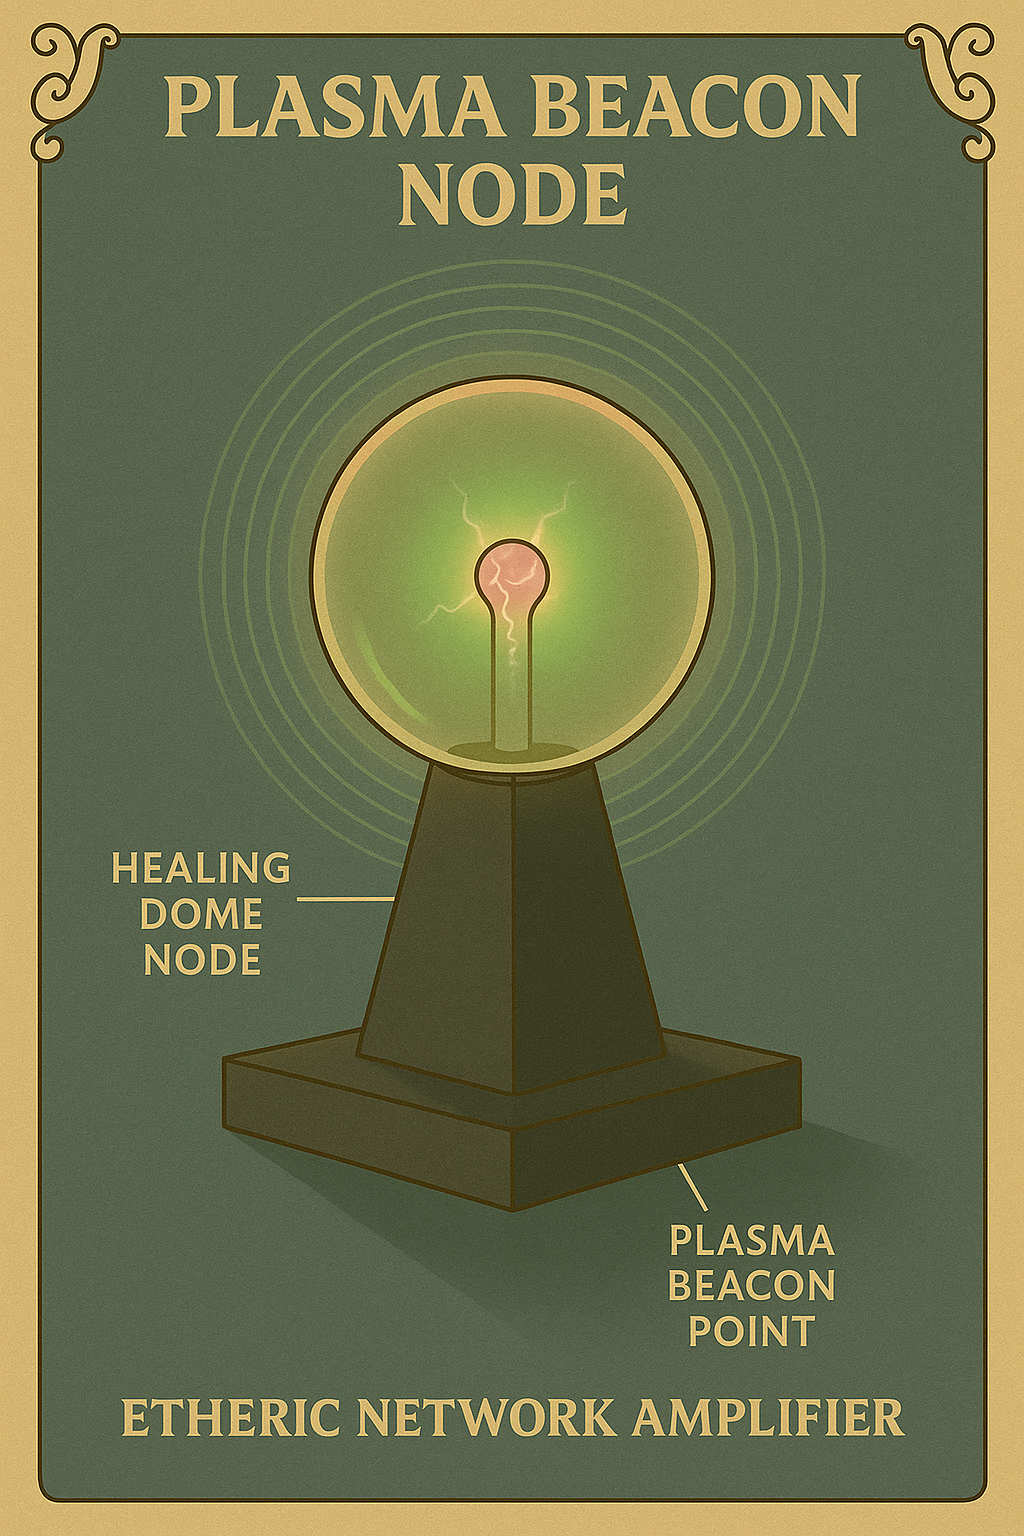 PLASMA BEACON
NODE
HEALING
DOME
NODE
PLASMA
BEACON
POINT
ETHERIC NETWORK AMPLIFIER